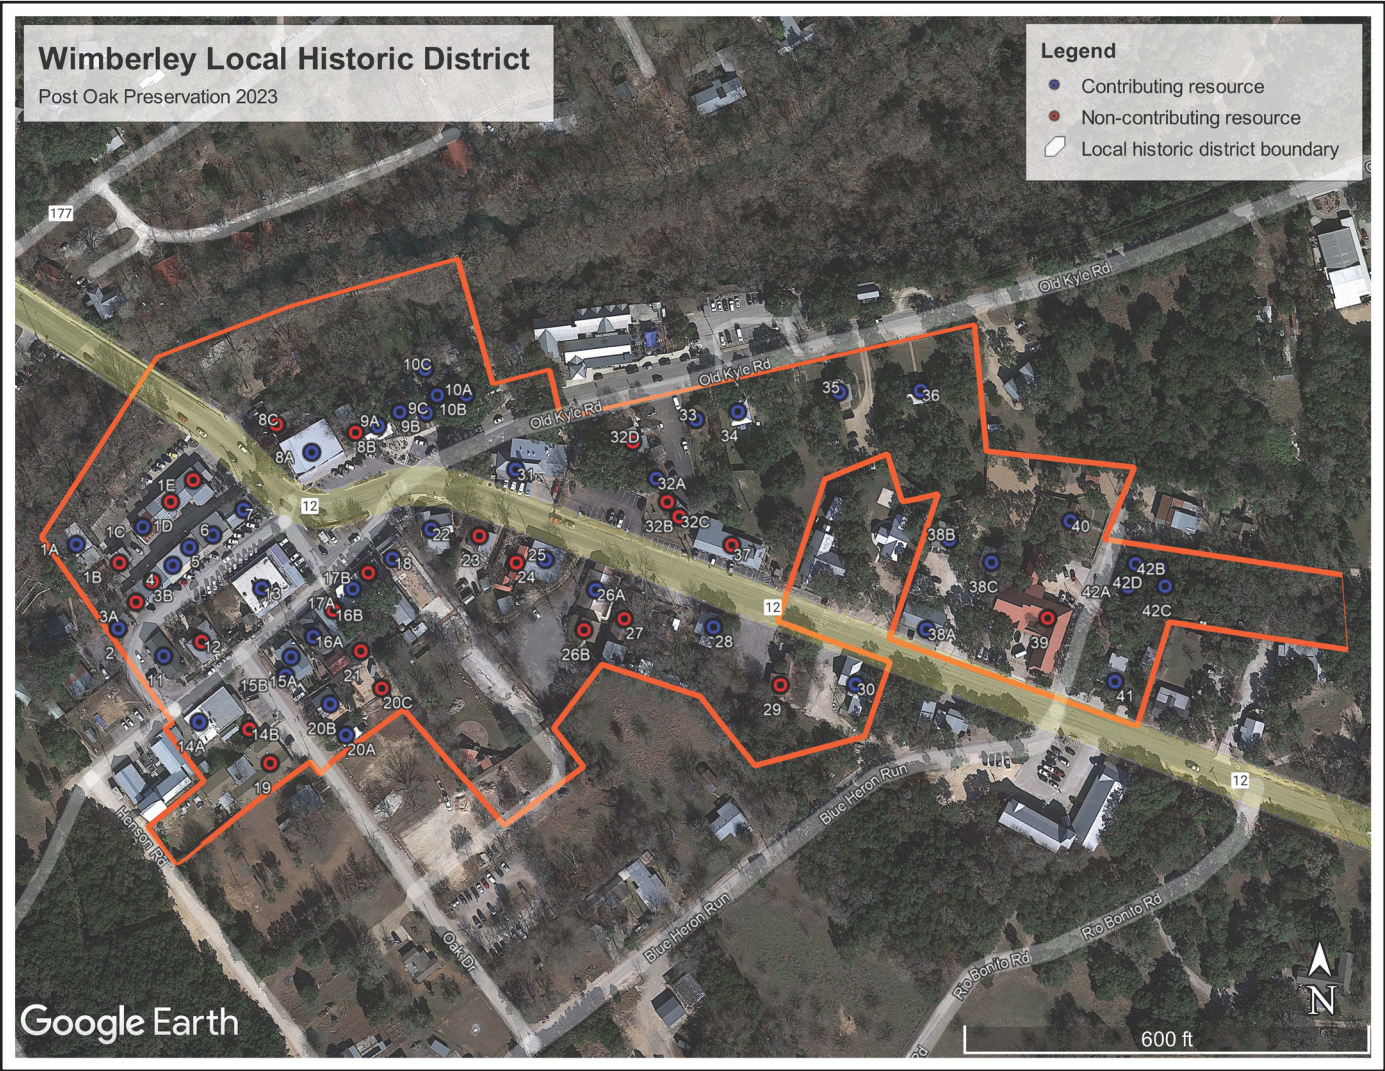 Wimberley Local Historic District
Post Oak Preservation 2023
Legend
Contributing resource
Non-contributing resource
Local historic district boundary
177
Old Kyle Rd
10C
10A
10B
9C
9B
9A
8C
8B
8A
Old Kyle Rd
Old Kyle Rd
35
36
33
34
32D
31
32A
32B
32C
37
12
1E
1D
1C
1A
1B
7
6
5
4
3B
3A
2
11
12
13
17B
18
17A
16B
16A
22
23
25
24
26A
26B
27
28
29
30
12
38B
38C
38A
39
40
42B
42D
42A
42C
41
15B
15A
21
20C
20B
20A
14A
14B
19
Henson Rd
Oak Dr
Blue Heron Run
Blue Heron Run
12
Rio Bonito Rd
Rio Bonito Rd
Rd
N
600 ft
Google Earth